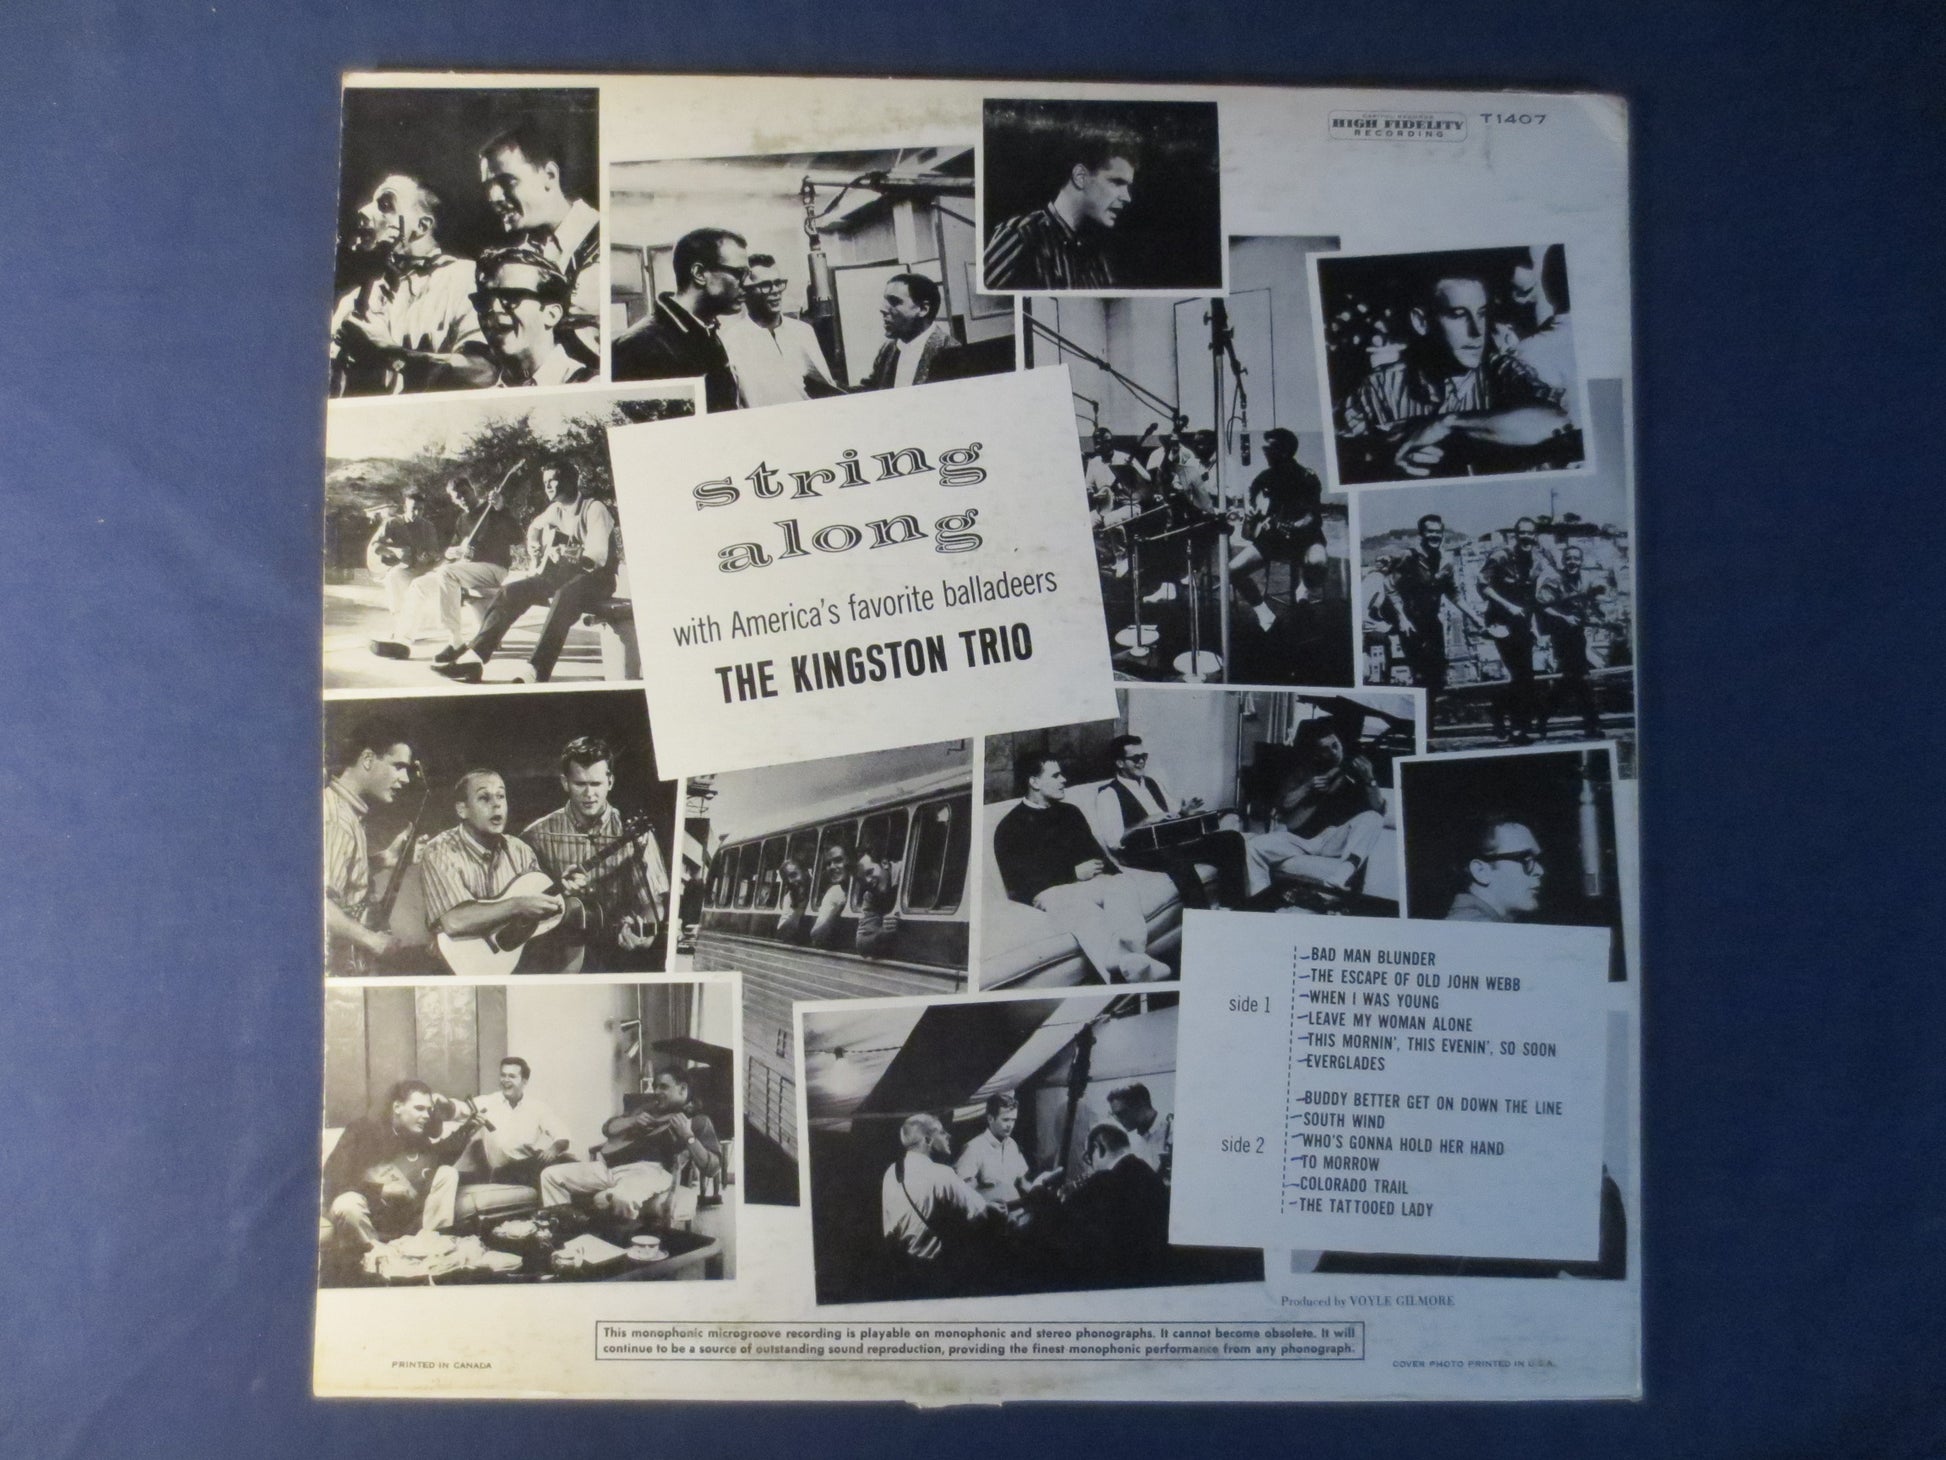 CAPITOL RECORDS
HIGH FIDELITY
RECORDING
T1407
string
along
with America's favorite balladeers
THE KINGSTON TRIO
side 1
BAD MAN BLUNDER
THE ESCAPE OF OLD JOHN WEBB
WHEN I WAS YOUNG
LEAVE MY WOMAN ALONE
THIS MORNIN', THIS EVENIN', SO SOON
EVERGLADES
side 2
BUDDY BETTER GET ON DOWN THE LINE
SOUTH WIND
WHO'S GONNA HOLD HER HAND
TO MORROW
COLORADO TRAIL
THE TATTOOED LADY
Produced by VOYLE GILMORE
This monophonic microgroove recording is playable on monophonic and stereo phonographs. It cannot become obsolete. It will
continue to be a source of outstanding sound reproduction, providing the finest monophonic performance from any phonograph.
PRINTED IN CANADA
COVER PHOTO PRINTED IN U.S.A.